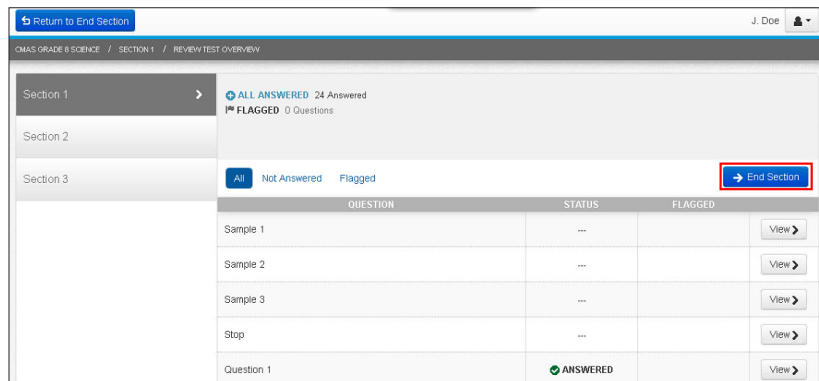 Return to End Section
J. Doe
CMAS GRADE 8 SCIENCE / SECTION 1 / REVIEW TEST OVERVIEW
Section 1
Section 2
Section 3
ALL ANSWERED 24 Answered
FLAGGED 0 Questions
All Not Answered Flagged
End Section
QUESTION STATUS FLAGGED
Sample 1 --- View
Sample 2 --- View
Sample 3 --- View
Stop --- View
Question 1 ANSWERED View